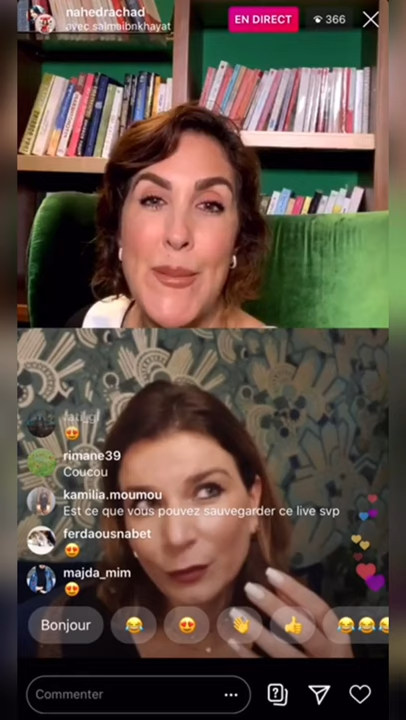 nahedrachad
avec salmaibnkhayat
EN DIRECT
366
rimane39
Coucou
kamilia.moumou
Est ce que vous pouvez sauvegarder ce live svp
ferdaousnabet
majda_mim
Bonjour
Commenter